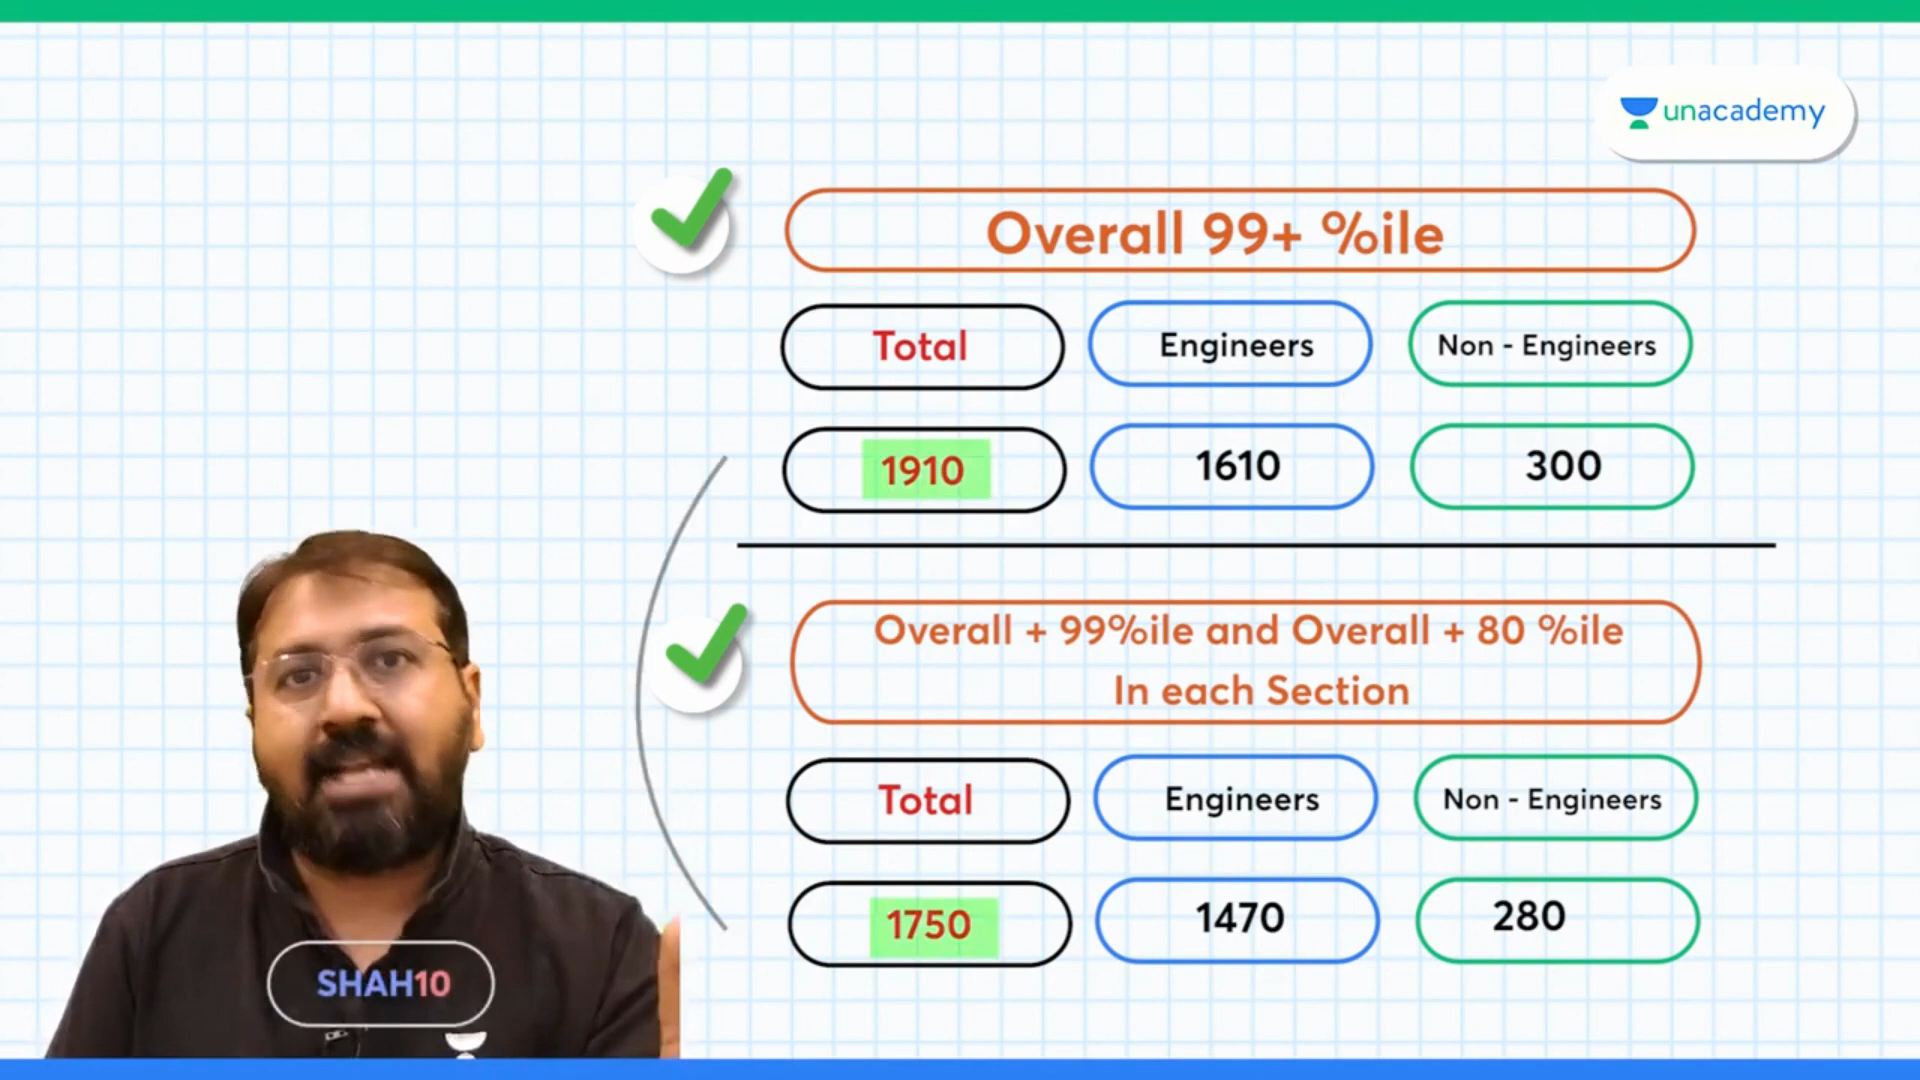 unacademy
Overall 99+ %ile
Total Engineers Non - Engineers
1910 1610 300
Overall + 99%ile and Overall + 80 %ile
In each Section
Total Engineers Non - Engineers
1750 1470 280
SHAH10